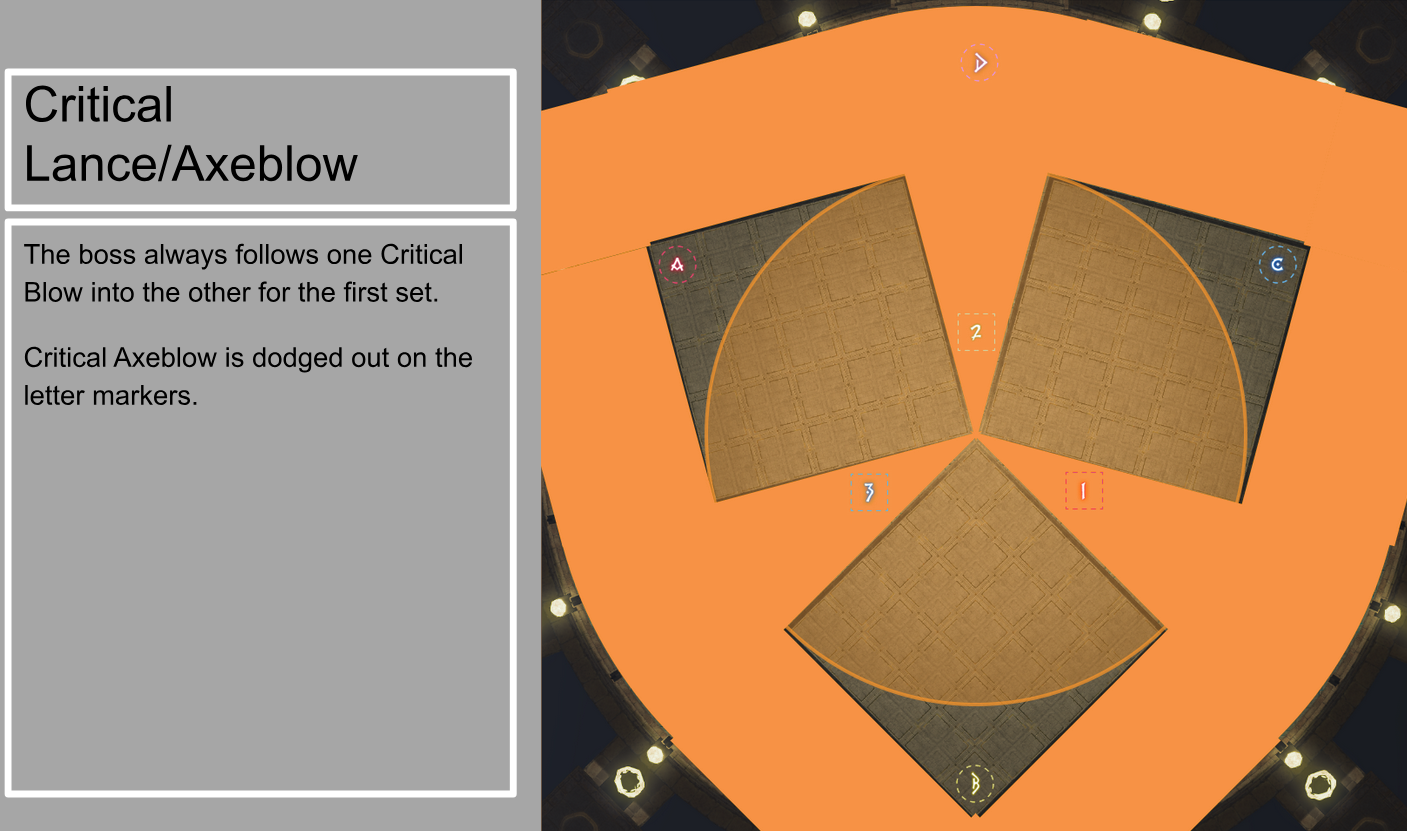 Critical
Lance/Axeblow
The boss always follows one Critical
Blow into the other for the first set.
Critical Axeblow is dodged out on the
letter markers.
D
A
C
2
3
1
B